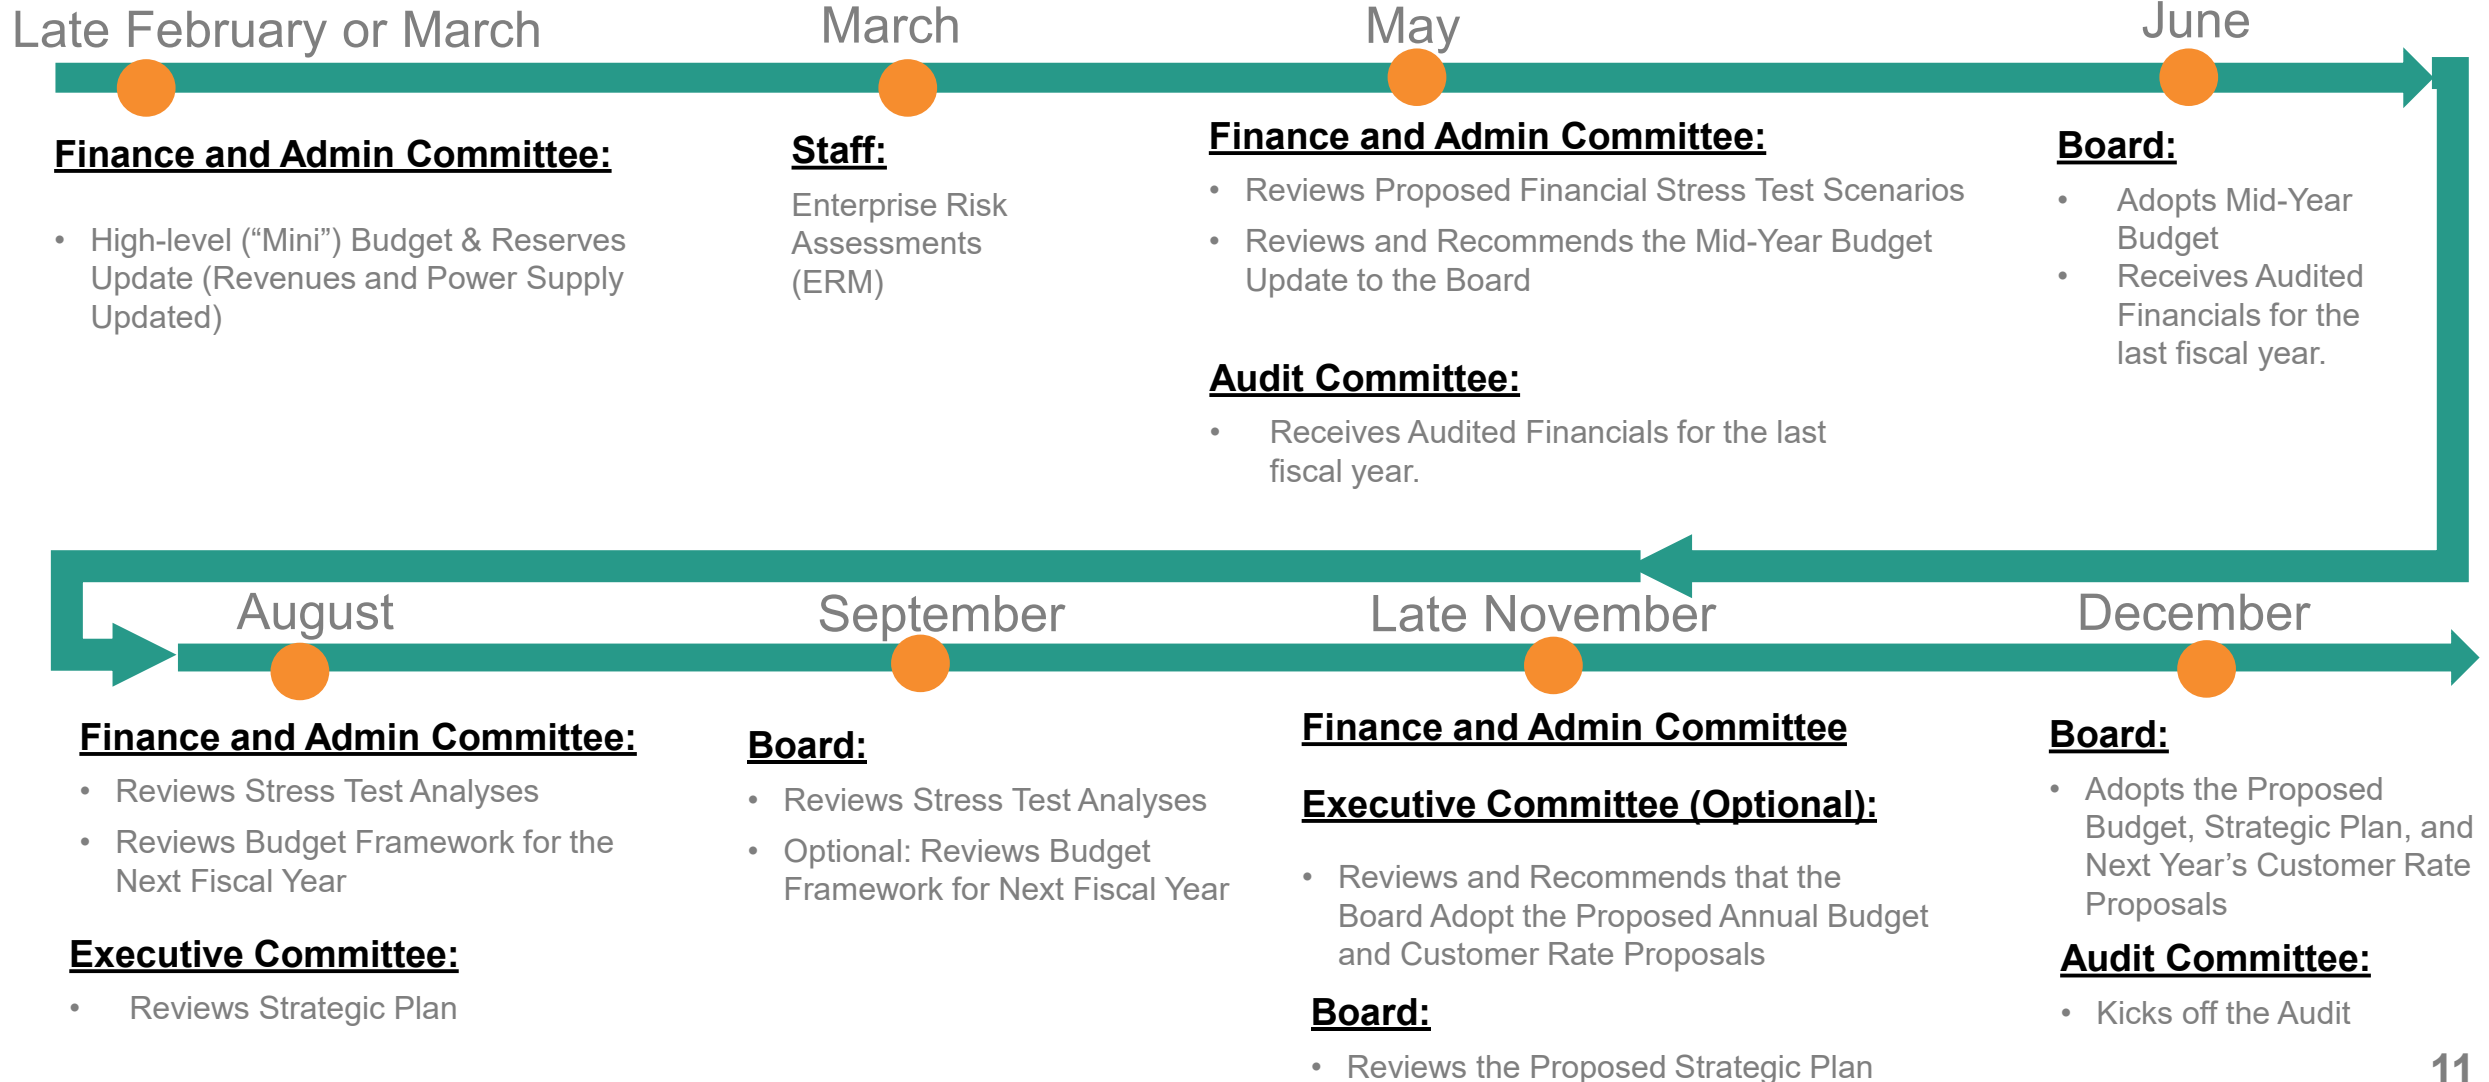 Late February or March
Finance and Admin Committee:
• High-level (“Mini”) Budget & Reserves
Update (Revenues and Power Supply
Updated)
March
Staff:
Enterprise Risk
Assessments
(ERM)
May
Finance and Admin Committee:
• Reviews Proposed Financial Stress Test Scenarios
• Reviews and Recommends the Mid-Year Budget
Update to the Board
Audit Committee:
• Receives Audited Financials for the last
fiscal year.
June
Board:
• Adopts Mid-Year
Budget
• Receives Audited
Financials for the
last fiscal year.
August
Finance and Admin Committee:
• Reviews Stress Test Analyses
• Reviews Budget Framework for the
Next Fiscal Year
Executive Committee:
• Reviews Strategic Plan
September
Board:
• Reviews Stress Test Analyses
• Optional: Reviews Budget
Framework for Next Fiscal Year
Late November
Finance and Admin Committee
Executive Committee (Optional):
• Reviews and Recommends that the
Board Adopt the Proposed Annual Budget
and Customer Rate Proposals
Board:
• Reviews the Proposed Strategic Plan
December
Board:
• Adopts the Proposed
Budget, Strategic Plan, and
Next Year’s Customer Rate
Proposals
Audit Committee:
• Kicks off the Audit
11